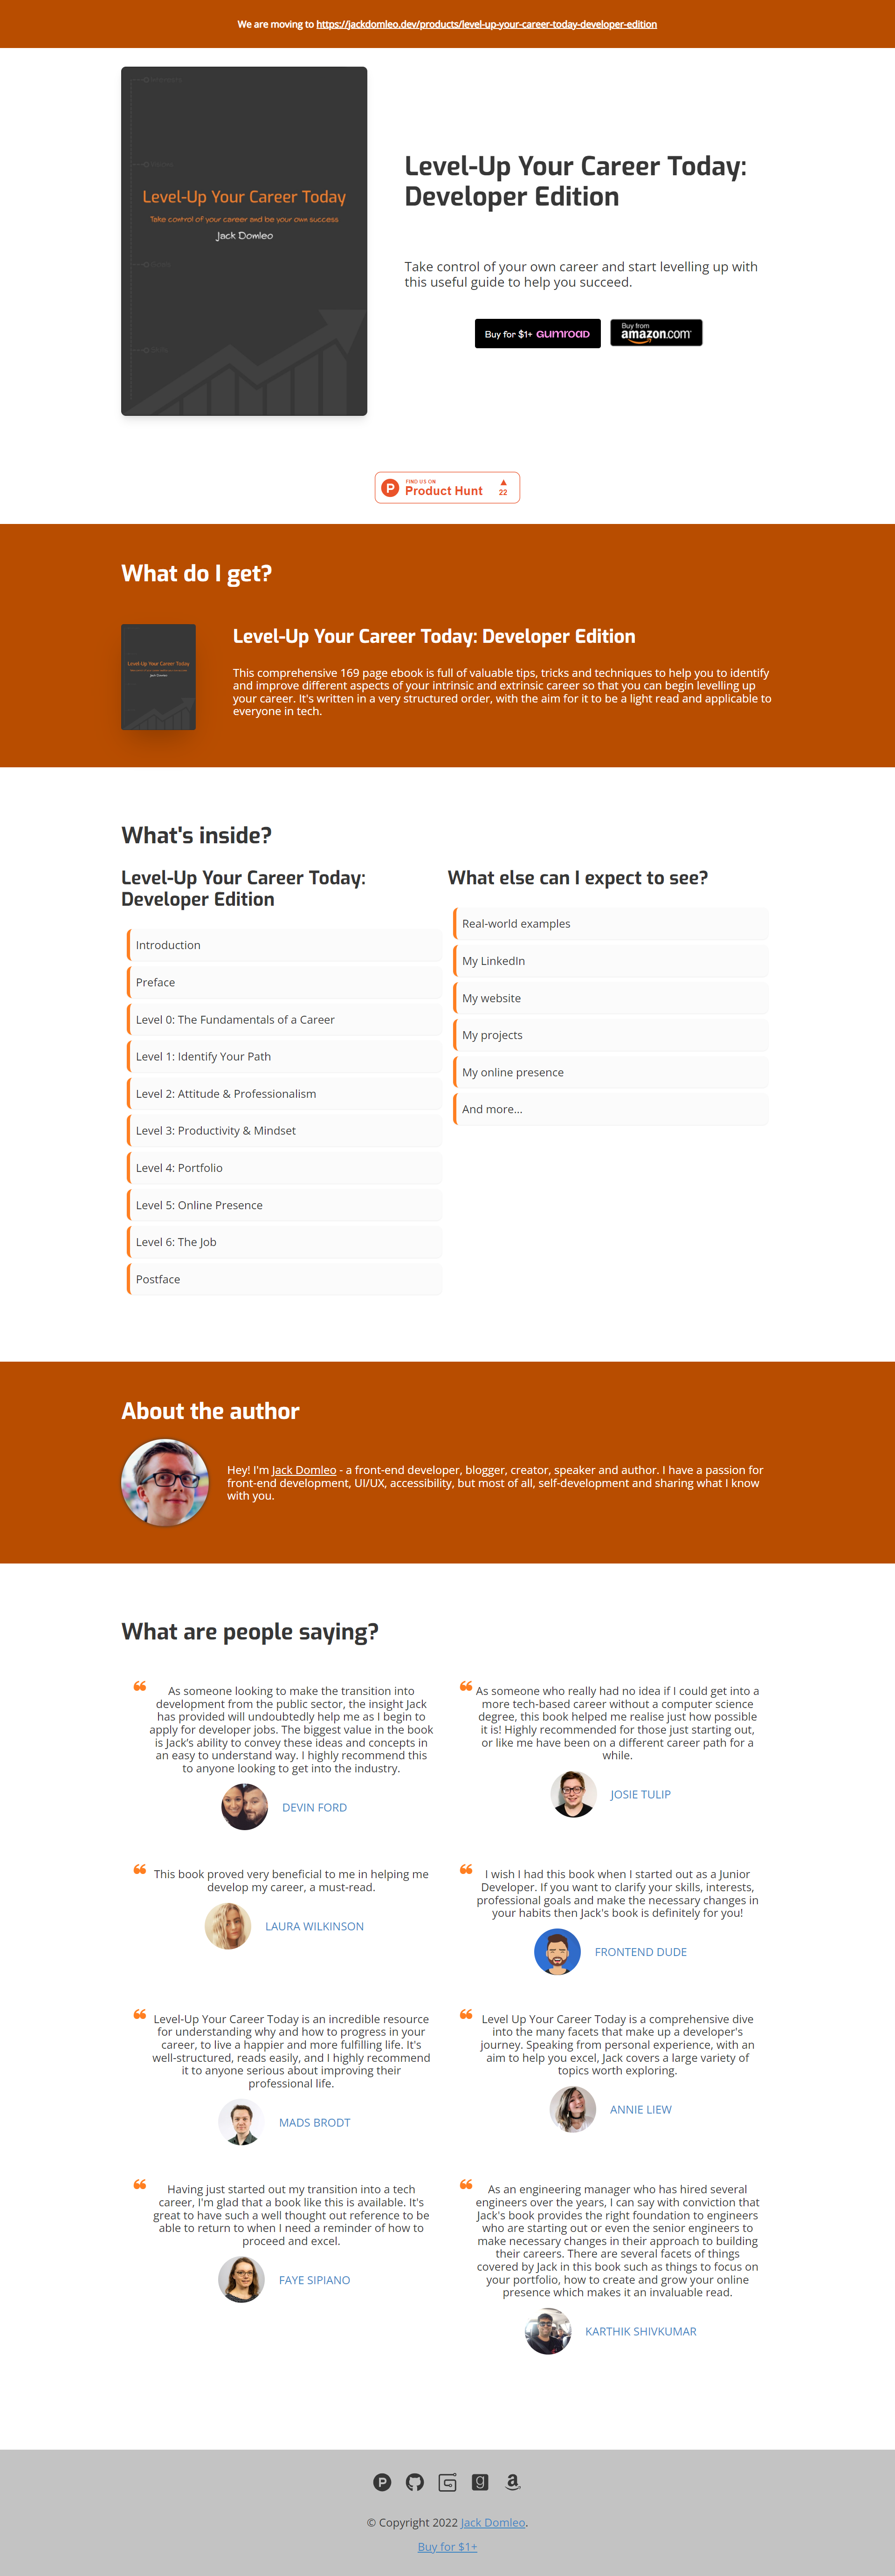 We are moving to https://jackdomleo.dev/products/level-up-your-career-today-developer-edition
Level-Up Your Career Today
Take control of your career and be your own success
Jack Domleo
Level-Up Your Career Today:
Developer Edition
Take control of your own career and start levelling up with
this useful guide to help you succeed.
Buy for $1+ GUMROAD
Buy from
amazon.com
FIND US ON
Product Hunt
22
What do I get?
Level-Up Your Career Today
Jack Domleo
Level-Up Your Career Today: Developer Edition
This comprehensive 169 page ebook is full of valuable tips, tricks and techniques to help you to identify
and improve different aspects of your intrinsic and extrinsic career so that you can begin levelling up
your career. It's written in a very structured order, with the aim for it to be a light read and applicable to
everyone in tech.
What's inside?
Level-Up Your Career Today:
Developer Edition
Introduction
Preface
Level 0: The Fundamentals of a Career
Level 1: Identify Your Path
Level 2: Attitude & Professionalism
Level 3: Productivity & Mindset
Level 4: Portfolio
Level 5: Online Presence
Level 6: The Job
Postface
What else can I expect to see?
Real-world examples
My LinkedIn
My website
My projects
My online presence
And more...
About the author
Hey! I'm Jack Domleo - a front-end developer, blogger, creator, speaker and author. I have a passion for
front-end development, UI/UX, accessibility, but most of all, self-development and sharing what I know
with you.
What are people saying?
As someone looking to make the transition into
development from the public sector, the insight Jack
has provided will undoubtedly help me as I begin to
apply for developer jobs. The biggest value in the book
is Jack's ability to convey these ideas and concepts in
an easy to understand way. I highly recommend this
to anyone looking to get into the industry.
DEVIN FORD
As someone who really had no idea if I could get into a
more tech-based career without a computer science
degree, this book helped me realise just how possible
it is! Highly recommended for those just starting out,
or like me have been on a different career path for a
while.
JOSIE TULIP
This book proved very beneficial to me in helping me
develop my career, a must-read.
LAURA WILKINSON
I wish I had this book when I started out as a Junior
Developer. If you want to clarify your skills, interests,
professional goals and make the necessary changes in
your habits then Jack's book is definitely for you!
FRONTEND DUDE
Level-Up Your Career Today is an incredible resource
for understanding why and how to progress in your
career, to live a happier and more fulfilling life. It's
well-structured, reads easily, and I highly recommend
it to anyone serious about improving their
professional life.
MADS BRODT
Level Up Your Career Today is a comprehensive dive
into the many facets that make up a developer's
journey. Speaking from personal experience, with an
aim to help you excel, Jack covers a large variety of
topics worth exploring.
ANNIE LIEW
Having just started out my transition into a tech
career, I'm glad that a book like this is available. It's
great to have such a well thought out reference to be
able to return to when I need a reminder of how to
proceed and excel.
FAYE SIPIANO
As an engineering manager who has hired several
engineers over the years, I can say with conviction that
Jack's book provides the right foundation to engineers
who are starting out or even the senior engineers to
make necessary changes in their approach to building
their careers. There are several facets of things
covered by Jack in this book such as things to focus on
your portfolio, how to create and grow your online
presence which makes it an invaluable read.
KARTHIK SHIVKUMAR
© Copyright 2022 Jack Domleo.
Buy for $1+